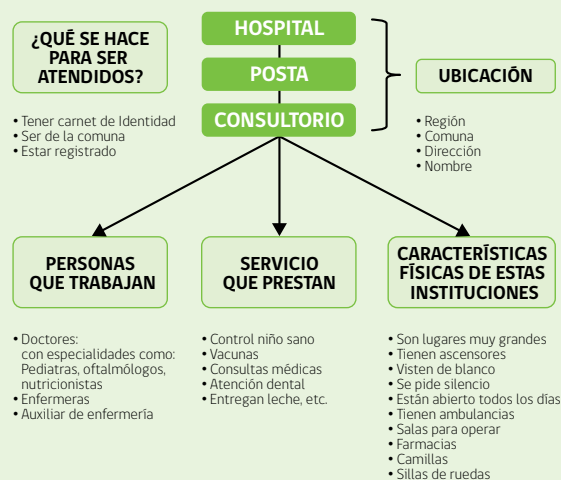 ¿QUÉ SE HACE
PARA SER
ATENDIDOS?
• Tener carnet de Identidad
• Ser de la comuna
• Estar registrado
HOSPITAL
POSTA
CONSULTORIO
UBICACIÓN
• Región
• Comuna
• Dirección
• Nombre
PERSONAS
QUE TRABAJAN
• Doctores:
con especialidades como:
Pediatras, oftalmólogos,
nutricionistas
• Enfermeras
• Auxiliar de enfermería
SERVICIO
QUE PRESTAN
• Control niño sano
• Vacunas
• Consultas médicas
• Atención dental
• Entregan leche, etc.
CARACTERÍSTICAS
FÍSICAS DE ESTAS
INSTITUCIONES
• Son lugares muy grandes
• Tienen ascensores
• Visten de blanco
• Se pide silencio
• Están abierto todos los días
• Tienen ambulancias
• Salas para operar
• Farmacias
• Camillas
• Sillas de ruedas